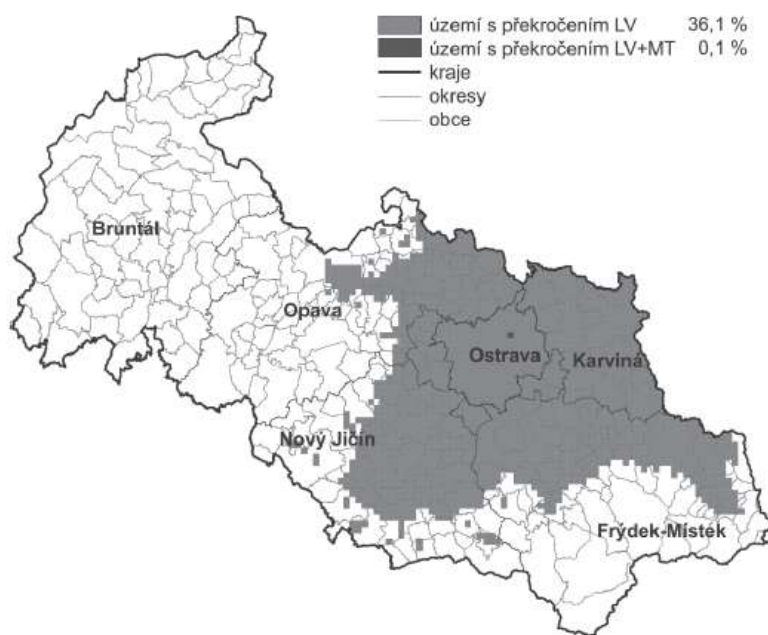 území s překročením LV 36,1 %
území s překročením LV+MT 0,1 %
kraje
okresy
obce
Bruntál
Opava
Ostrava
Karviná
Nový Jičín
Frýdek-Místek